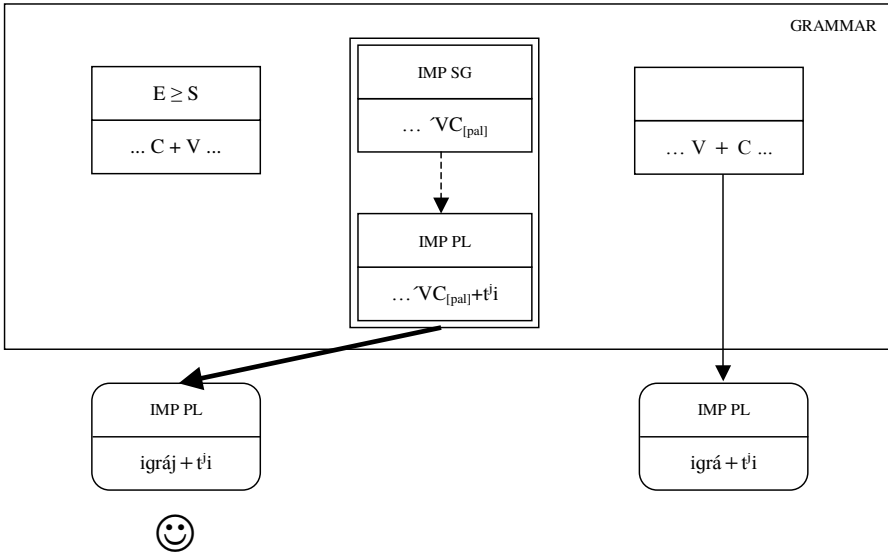 GRAMMAR
E ≥ S
... C + V ...
IMP SG
… ´VC[pal]
IMP PL
… ´VC[pal]+tʲi
… V + C ...
IMP PL
igráj + tʲi
IMP PL
igrá + tʲi